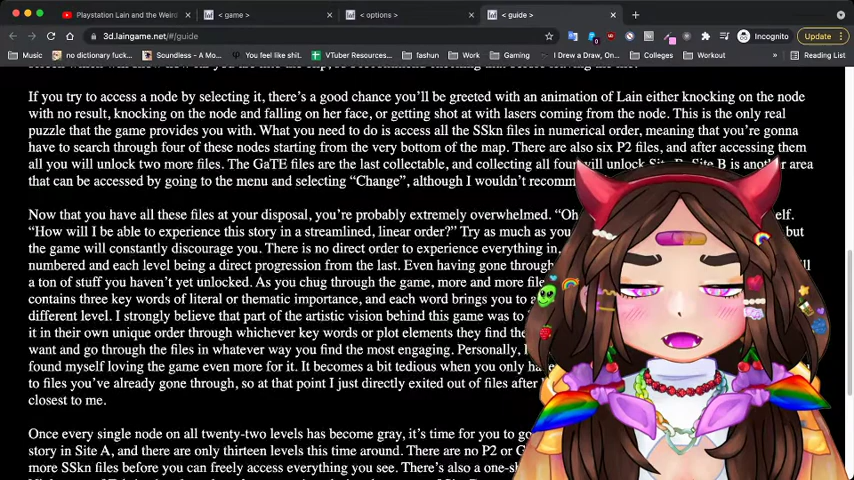 Playstation Lain and the Weird
< game >
< options >
< guide >
3d.laingame.net/#/guide
Incognito
Update
Music
no dictionary fuc...
Soundless - A Mo...
You feel like shit.
VTuber Resources
fashun
Gaming
I Drew a Draw, On...
Colleges
Workout
Reading List
If you try to access a node by selecting it, there's a good chance you'll be greeted with an animation of Lain either knocking on the node
with no result, knocking on the node and falling on her face, or getting shot at with lasers coming from the node. This is the only real
puzzle that the game provides you with. What you need to do is access all the SSkn files in numerical order, meaning that you're gonna
have to search through four of these nodes starting from the very bottom of the map. There are also six P2 files, and after accessing them
all you will unlock two more files. The GaTE files are the last collectable, and collecting all four will unlock Site B. Site B is another area
that can be accessed by going to the menu and selecting "Change", although I wouldn't recomm
Now that you have all these files at your disposal, you're probably extremely overwhelmed. "Oh elf.
"How will I be able to experience this story in a streamlined, linear order?" Try as much as you but
the game will constantly discourage you. There is no direct order to experience everything in,
numbered and each level being a direct progression from the last. Even having gone through ll
a ton of stuff you haven't yet unlocked. As you chug through the game, more and more file
contains three key words of literal or thematic importance, and each word brings you to a
different level. I strongly believe that part of the artistic vision behind this game was to
it in their own unique order through whichever key words or plot elements they find the
want and go through the files in whatever way you find the most engaging. Personally,
found myself loving the game even more for it. It becomes a bit tedious when you only ha
to files you've already gone through, so at that point I just directly exited out of files after
closest to me.
Once every single node on all twenty-two levels has become gray, it's time for you to go
story in Site A, and there are only thirteen levels this time around. There are no P2 or G
more SSkn files before you can freely access everything you see. There's also a one-sh